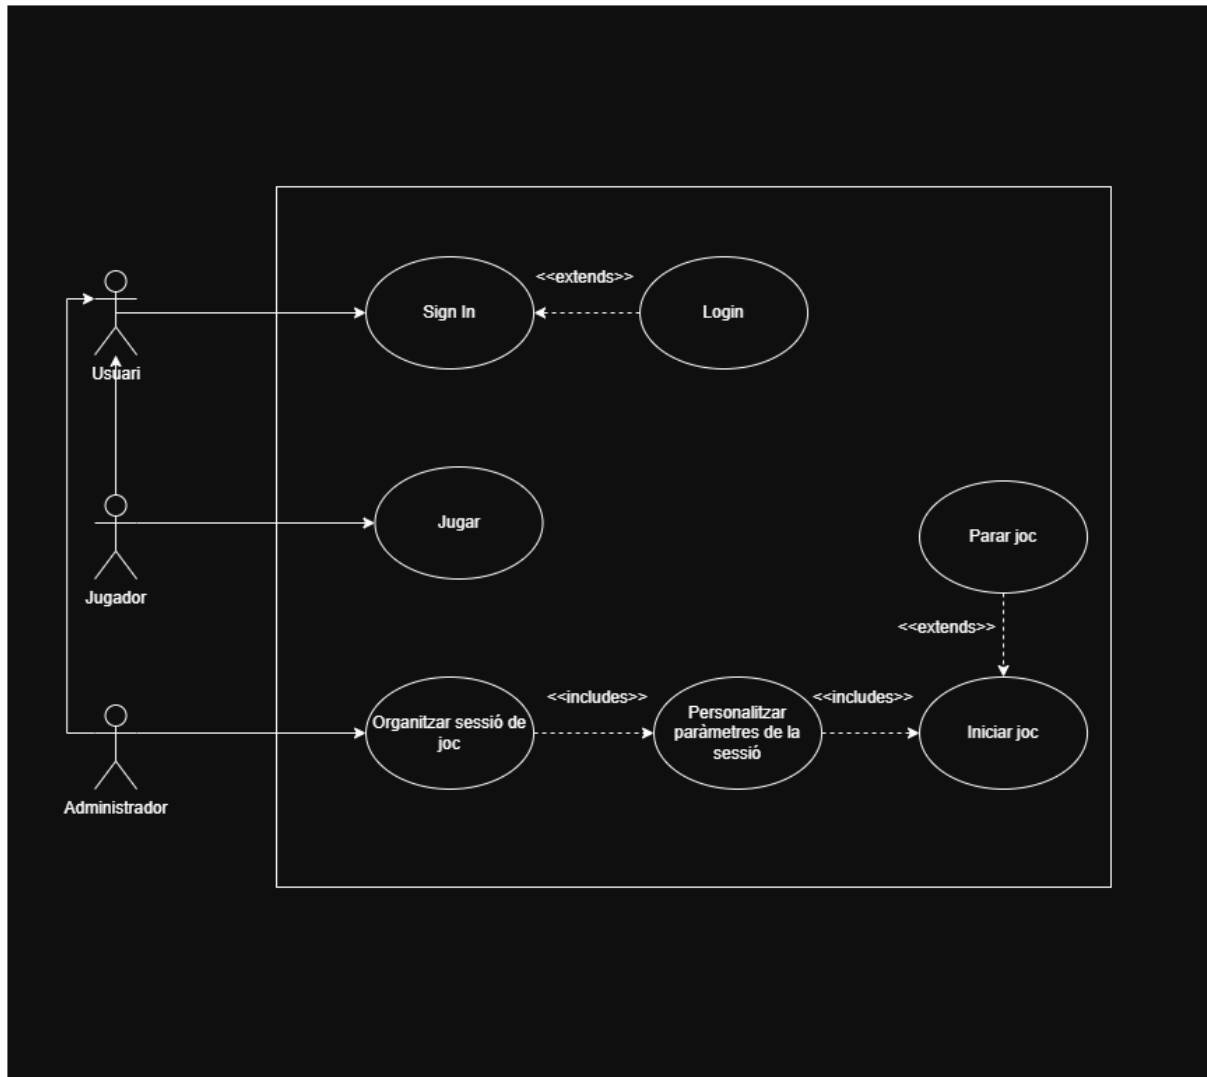 <<extends>>
Sign In
Login
Usuari
Jugar
Parar joc
Jugador
<<extends>>
<<includes>>
<<includes>>
Organitzar sessió de
joc
Personalitzar
paràmetres de la
sessió
Iniciar joc
Administrador